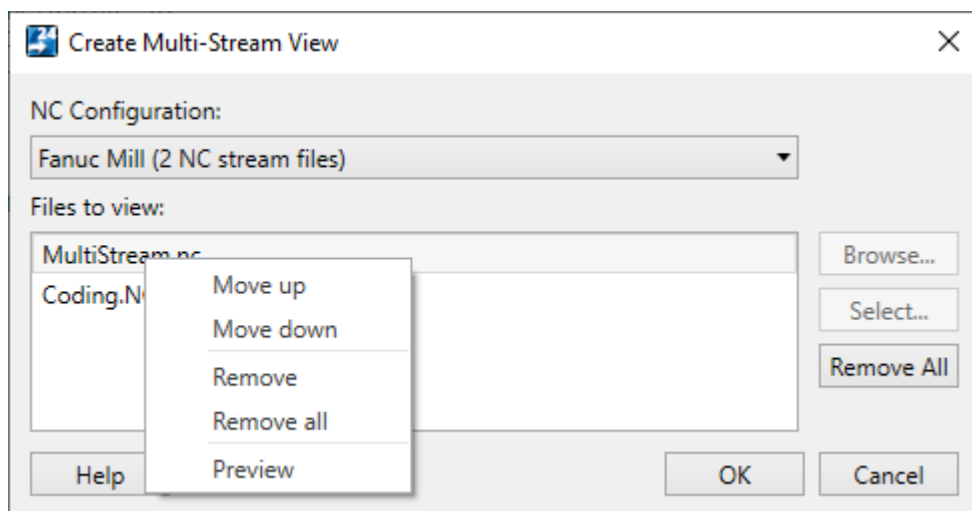 24
Create Multi-Stream View
NC Configuration:
Fanuc Mill (2 NC stream files)
Files to view:
MultiStream.nc
Browse...
Move up
Select...
Move down
Remove All
Remove
Remove all
Preview
Help
OK
Cancel